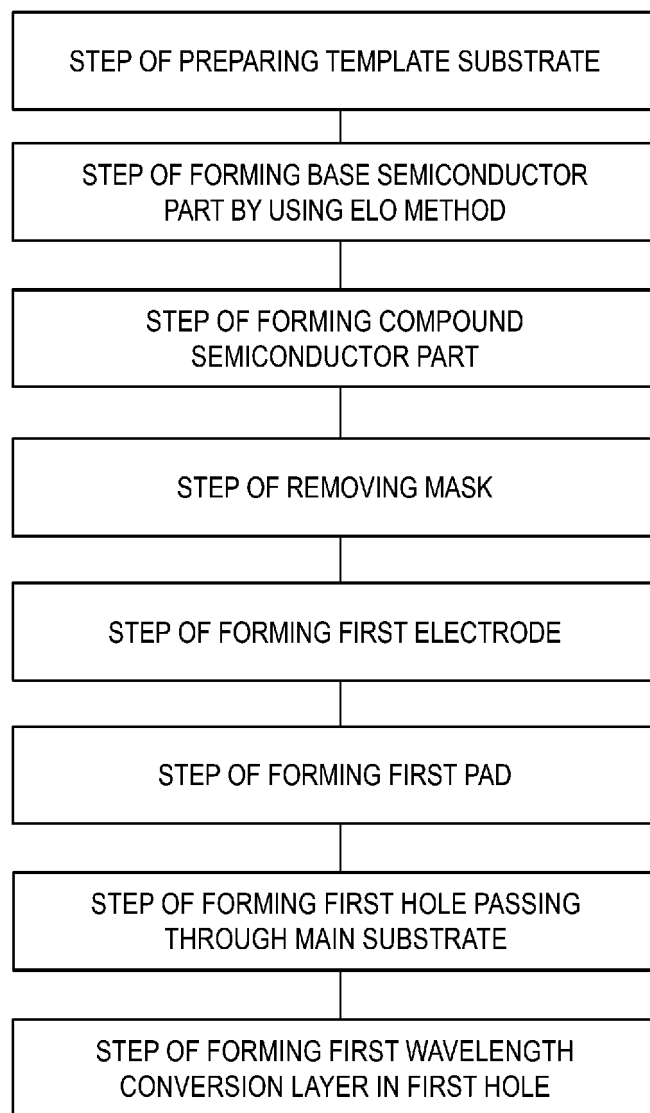 STEP OF PREPARING TEMPLATE SUBSTRATE
STEP OF FORMING BASE SEMICONDUCTOR
PART BY USING ELO METHOD
STEP OF FORMING COMPOUND
SEMICONDUCTOR PART
STEP OF REMOVING MASK
STEP OF FORMING FIRST ELECTRODE
STEP OF FORMING FIRST PAD
STEP OF FORMING FIRST HOLE PASSING
THROUGH MAIN SUBSTRATE
STEP OF FORMING FIRST WAVELENGTH
CONVERSION LAYER IN FIRST HOLE